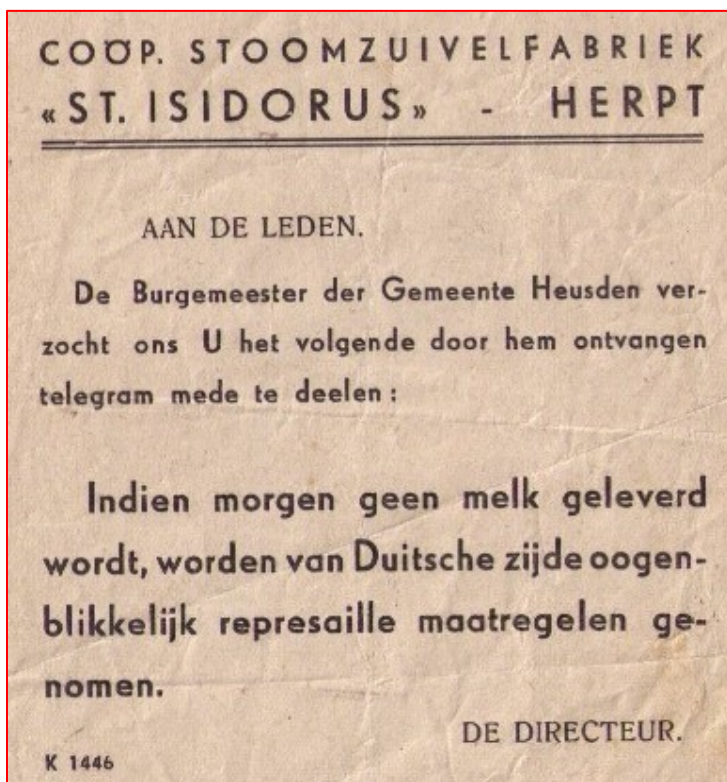 COÖP. STOOMZUIVELFABRIEK
«ST. ISIDORUS» - HERPT
AAN DE LEDEN.
De Burgemeester der Gemeente Heusden ver-
zocht ons U het volgende door hem ontvangen
telegram mede te deelen :
Indien morgen geen melk geleverd
wordt, worden van Duitsche zijde oogen-
blikkelijk represaille maatregelen ge-
nomen.
DE DIRECTEUR.
K 1446